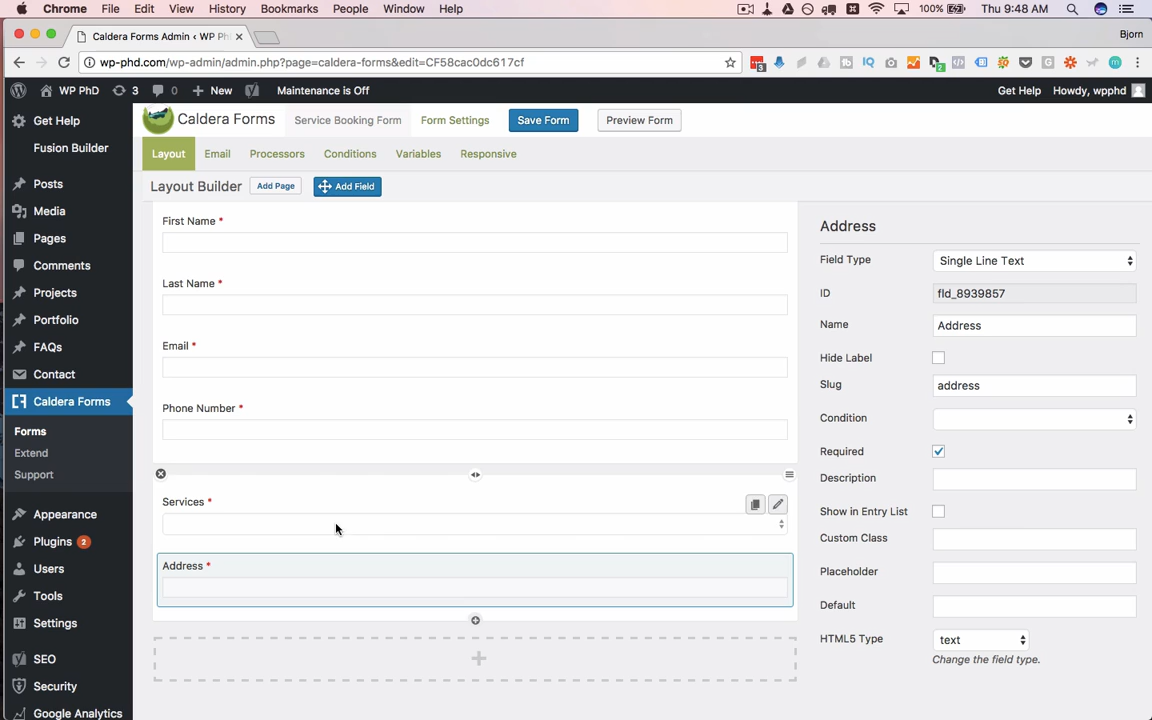 Chrome File Edit View History Bookmarks People Window Help 100% Thu 9:48 AM
Caldera Forms Admin ‹ WP Ph Bjorn
wp-phd.com/wp-admin/admin.php?page=caldera-forms&edit=CF58cac0dc617cf
WP PhD 3 0 New Maintenance is Off Get Help Howdy, wpphd
Get Help
Fusion Builder
Posts
Media
Pages
Comments
Projects
Portfolio
FAQs
Contact
Caldera Forms
Forms
Extend
Support
Appearance
Plugins 2
Users
Tools
Settings
SEO
Security
Google Analytics
Caldera Forms Service Booking Form Form Settings Save Form Preview Form
Layout Email Processors Conditions Variables Responsive
Layout Builder Add Page Add Field
First Name *
Last Name *
Email *
Phone Number *
Services *
Address *
Address
Field Type Single Line Text
ID fld_8939857
Name Address
Hide Label
Slug address
Condition
Required
Description
Show in Entry List
Custom Class
Placeholder
Default
HTML5 Type text
Change the field type.